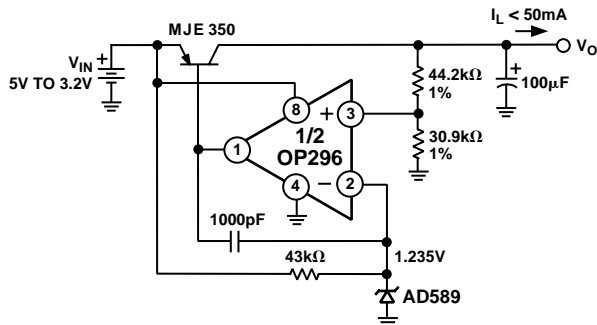 MJE 350
I_L < 50mA
V_IN +
5V TO 3.2V
V_O
44.2kΩ
1%
+
100µF
8
+ 3
1/2
OP296
1
30.9kΩ
1%
4
– 2
1000pF
43kΩ
1.235V
AD589